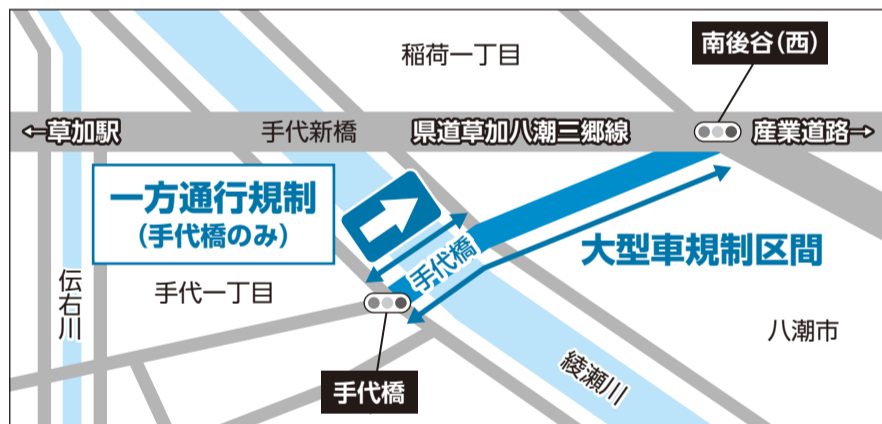 南後谷(西)
稲荷一丁目
←草加駅
手代新橋
県道草加八潮三郷線
産業道路→
一方通行規制
(手代橋のみ)
手代橋
大型車規制区間
伝右川
手代一丁目
八潮市
綾瀬川
手代橋